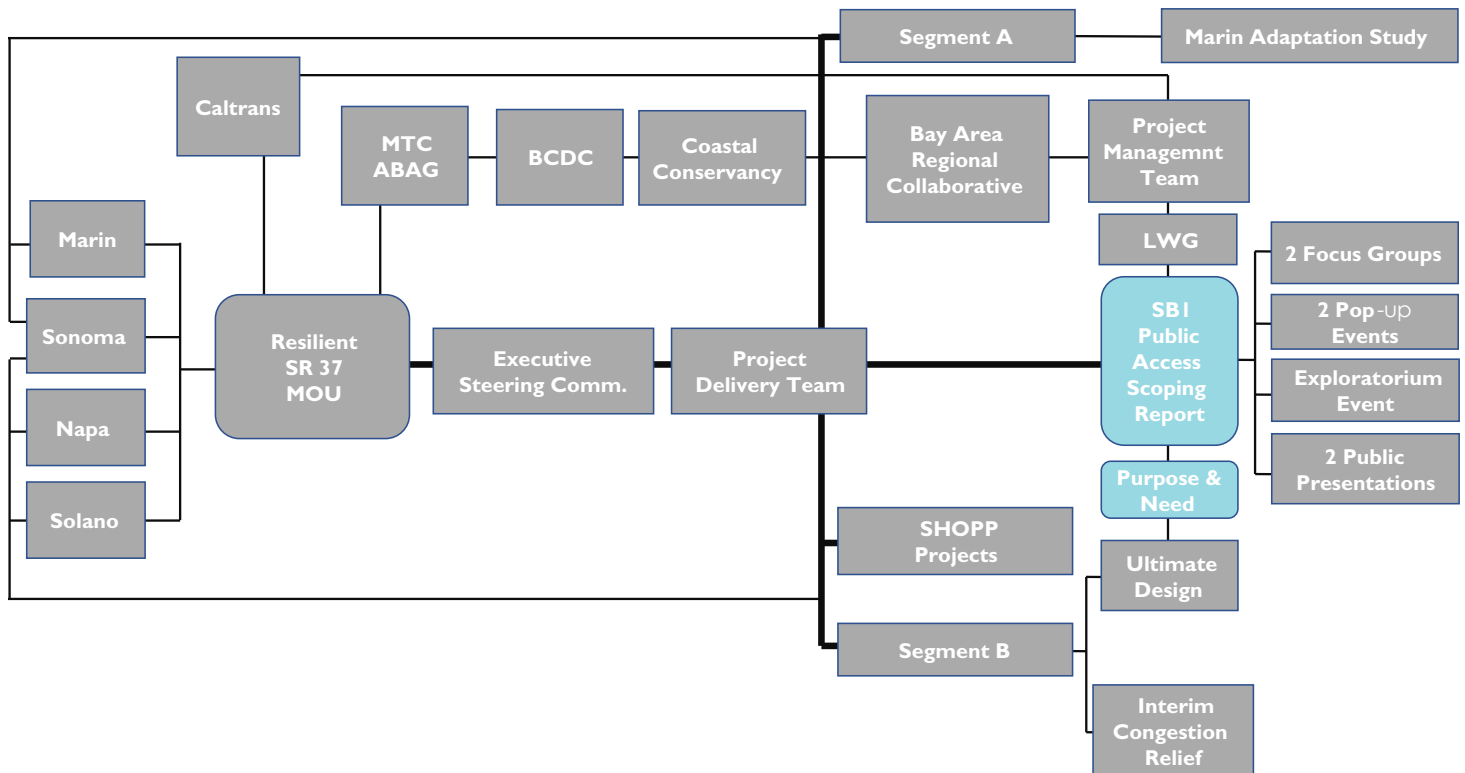 Segment A
Marin Adaptation Study
Caltrans
MTC
ABAG
BCDC
Coastal
Conservancy
Bay Area
Regional
Collaborative
Project
Managemnt
Team
LWG
Marin
Sonoma
Napa
Solano
Resilient
SR 37
MOU
Executive
Steering Comm.
Project
Delivery Team
SB1
Public
Access
Scoping
Report
2 Focus Groups
2 Pop-up
Events
Exploratorium
Event
2 Public
Presentations
Purpose &
Need
SHOPP
Projects
Ultimate
Design
Segment B
Interim
Congestion
Relief